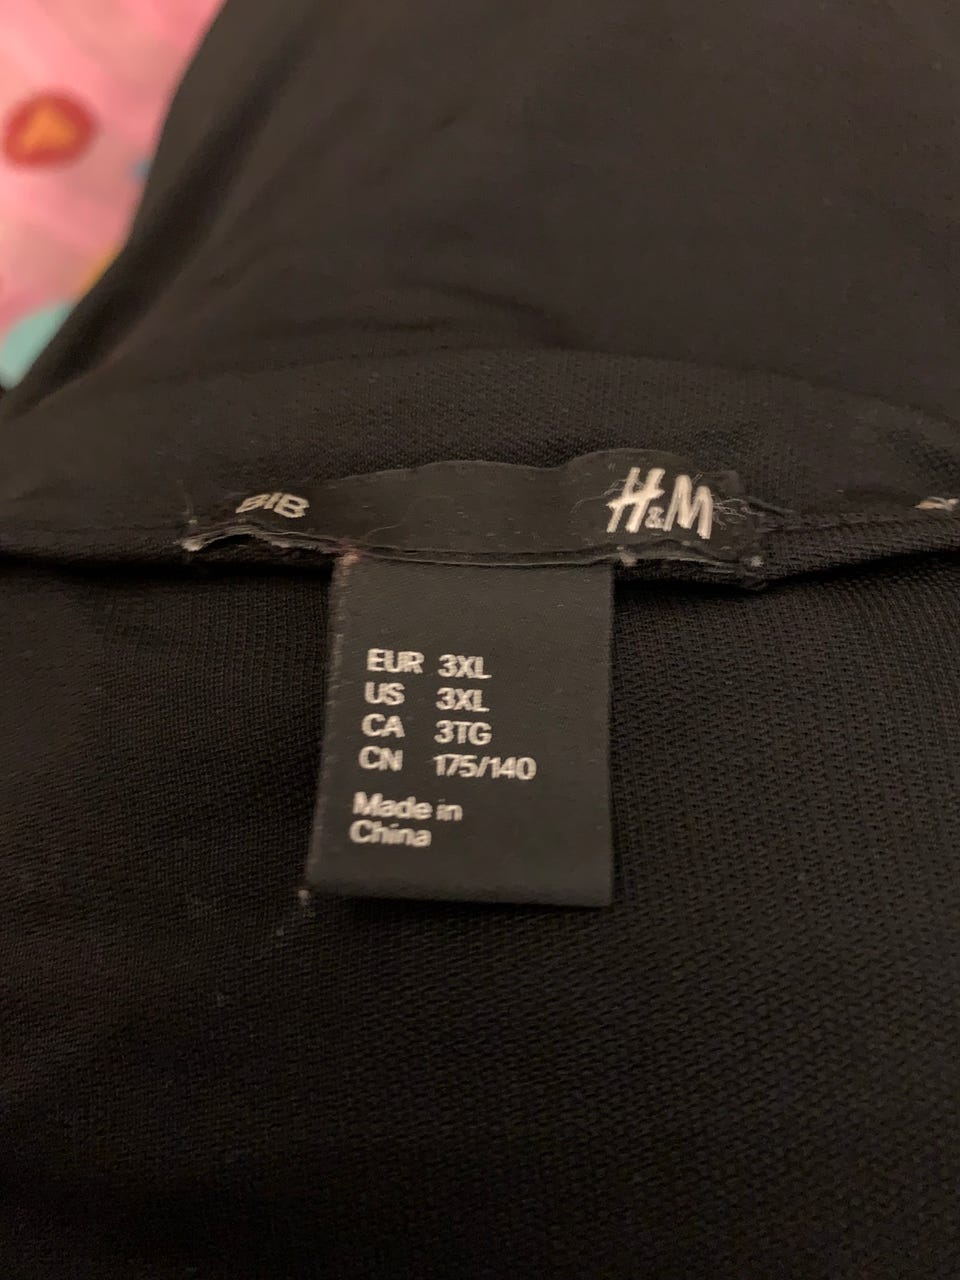 BIB H&M
EUR 3XL
US 3XL
CA 3TG
CN 175/140
Made in
China